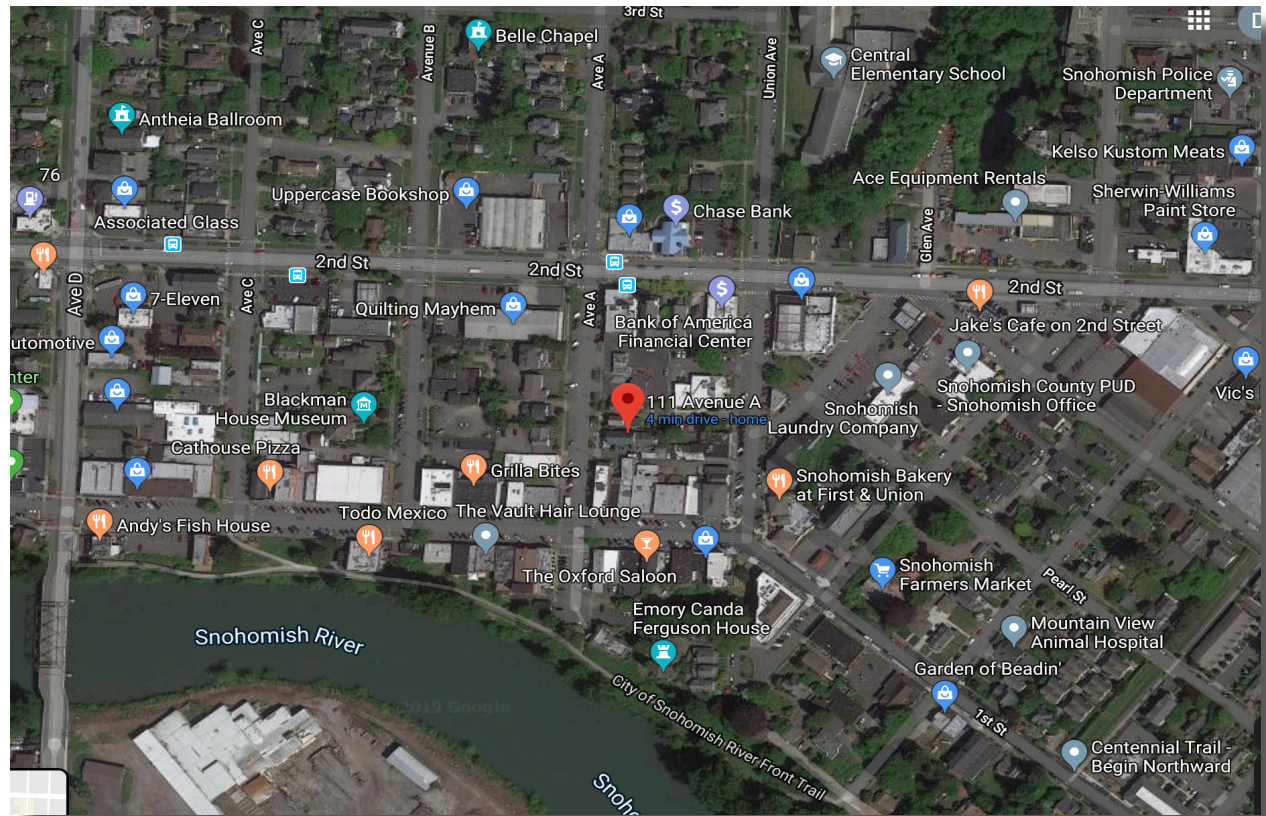 3rd St
Ave C
Avenue B
Belle Chapel
Ave A
Union Ave
Central
Elementary School
Snohomish Police
Department
Antheia Ballroom
Kelso Kustom Meats
76
Uppercase Bookshop
Ace Equipment Rentals
Sherwin-Williams
Paint Store
Associated Glass
Chase Bank
Glen Ave
2nd St
2nd St
2nd St
Ave D
7-Eleven
Ave C
Quilting Mayhem
Ave A
Bank of America
Financial Center
Jake's Cafe on 2nd Street
utomotive
nter
Blackman
House Museum
111 Avenue A
4 min drive - home
Snohomish County PUD
- Snohomish Office
Vic's
Snohomish
Laundry Company
Cathouse Pizza
Grilla Bites
Snohomish Bakery
at First & Union
Andy's Fish House
Todo Mexico
The Vault Hair Lounge
The Oxford Saloon
Snohomish
Farmers Market
Pearl St
Emory Canda
Ferguson House
Mountain View
Animal Hospital
Snohomish River
Garden of Beadin'
City of Snohomish River Front Trail
2019 Google
1st St
Centennial Trail -
Begin Northward
Snoho
D